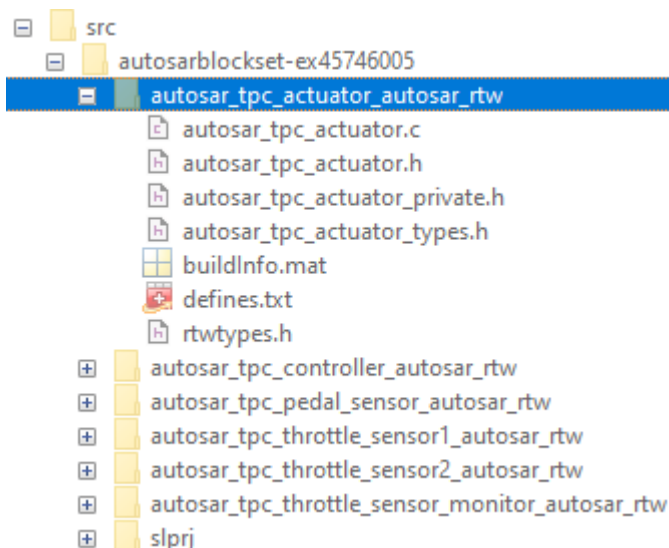 src
autosarblockset-ex45746005
autosar_tpc_actuator_autosar_rtw
autosar_tpc_actuator.c
autosar_tpc_actuator.h
autosar_tpc_actuator_private.h
autosar_tpc_actuator_types.h
buildInfo.mat
defines.txt
rtwtypes.h
autosar_tpc_controller_autosar_rtw
autosar_tpc_pedal_sensor_autosar_rtw
autosar_tpc_throttle_sensor1_autosar_rtw
autosar_tpc_throttle_sensor2_autosar_rtw
autosar_tpc_throttle_sensor_monitor_autosar_rtw
slprj